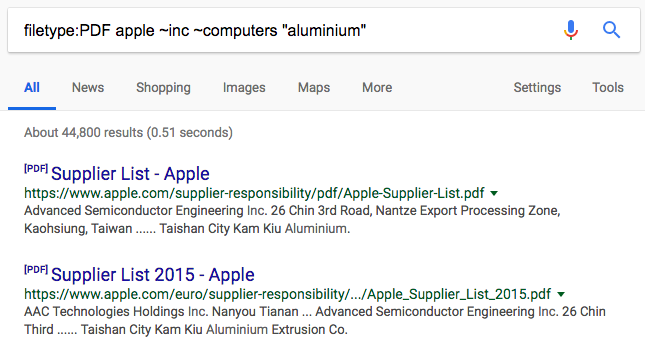 filetype:PDF apple ~inc ~computers "aluminium"
All News Shopping Images Maps More Settings Tools
About 44,800 results (0.51 seconds)
[PDF] Supplier List - Apple
https://www.apple.com/supplier-responsibility/pdf/Apple-Supplier-List.pdf
Advanced Semiconductor Engineering Inc. 26 Chin 3rd Road, Nantze Export Processing Zone,
Kaohsiung, Taiwan ...... Taishan City Kam Kiu Aluminium.
[PDF] Supplier List 2015 - Apple
https://www.apple.com/euro/supplier-responsibility/.../Apple_Supplier_List_2015.pdf
AAC Technologies Holdings Inc. Nanyou Tianan ... Advanced Semiconductor Engineering Inc. 26 Chin
Third ...... Taishan City Kam Kiu Aluminium Extrusion Co.